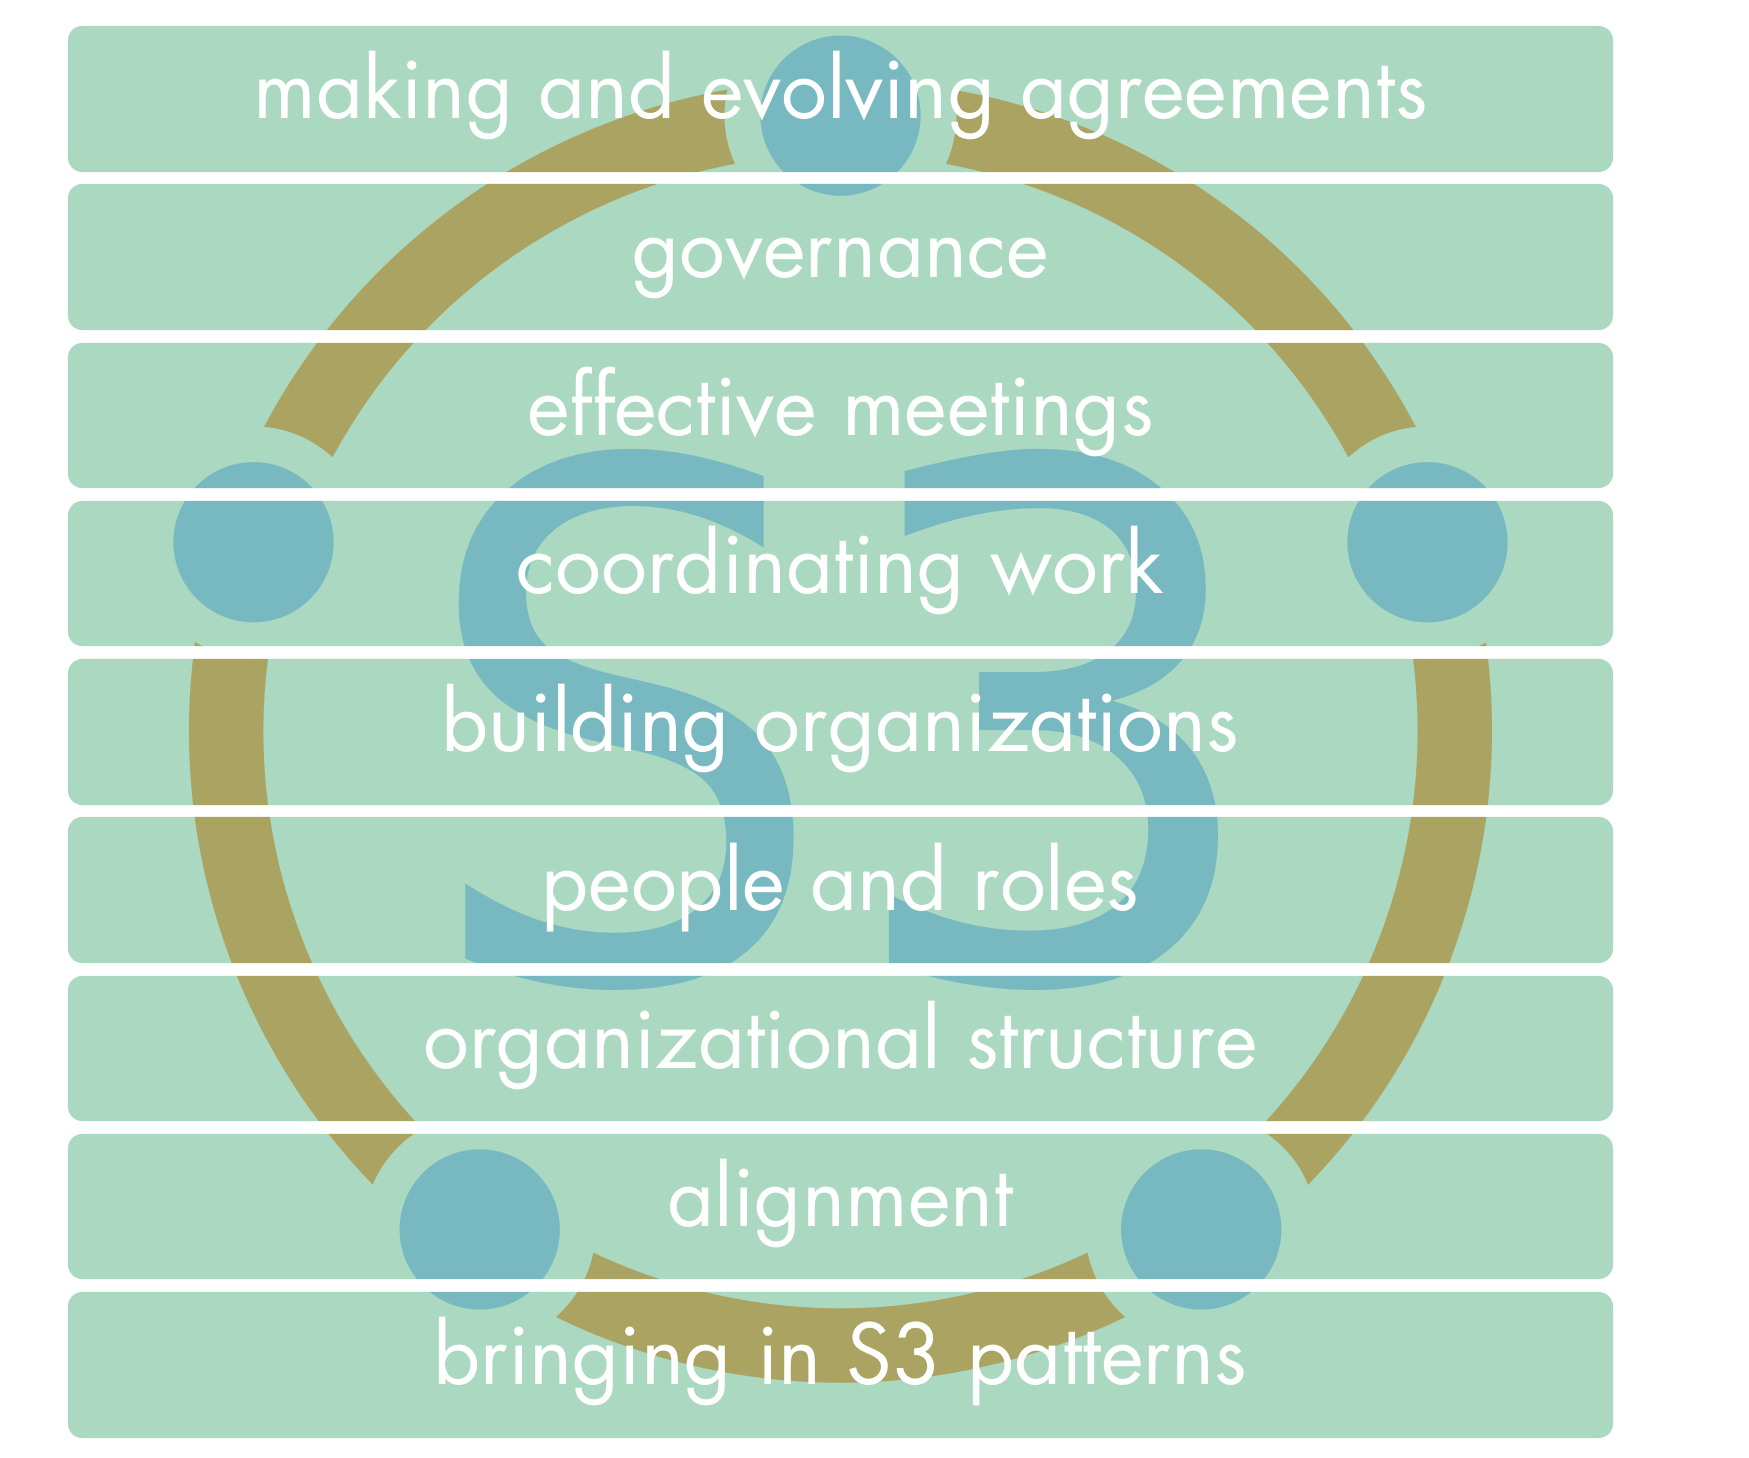 making and evolving agreements
governance
effective meetings
S3
coordinating work
building organizations
people and roles
organizational structure
alignment
bringing in S3 patterns